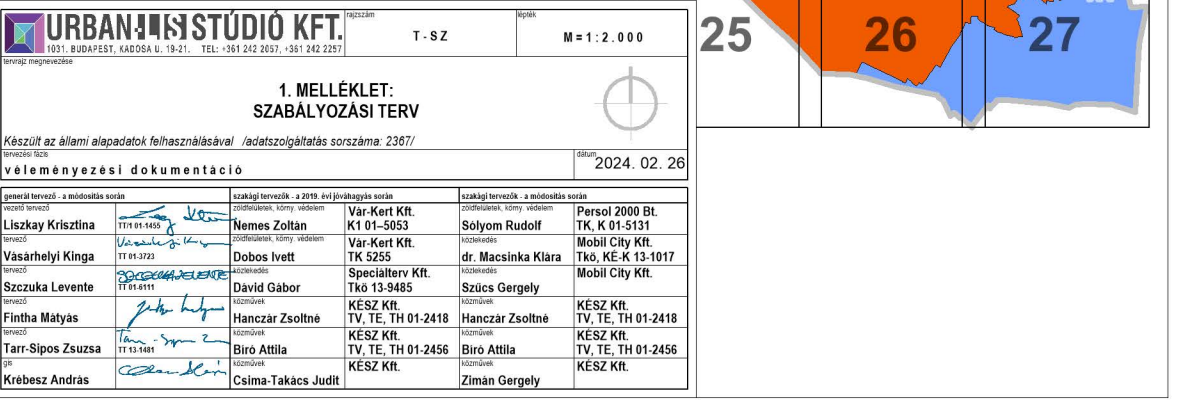 URBAN-LIS STÚDIÓ KFT.
1031. BUDAPEST, KADOSA U. 19-21. TEL: +361 242 2057, +361 242 2257
rajzszám
T - SZ
lépték
M = 1 : 2.000
tervrajz megnevezése
1. MELLÉKLET:
SZABÁLYOZÁSI TERV
Készült az állami alapadatok felhasználásával /adatszolgáltatás sorszáma: 2367/
tervezési fázis
véleményezési dokumentáció
dátum
2024. 02. 26
generál tervező - a módosítás során
szakági tervezők - a 2019. évi jóváhagyás során
szakági tervezők - a módosítás során
vezető tervező
Liszkay Krisztina
TT/1 01-1455
zöldfelületek, körny. védelem
Nemes Zoltán
Vár-Kert Kft.
K1 01–5053
zöldfelületek, körny. védelem
Sólyom Rudolf
Persol 2000 Bt.
TK, K 01-5131
tervező
Vásárhelyi Kinga
TT 01-3723
zöldfelületek, körny. védelem
Dobos Ivett
Vár-Kert Kft.
TK 5255
közlekedés
dr. Macsinka Klára
Mobil City Kft.
Tkö, KÉ-K 13-1017
tervező
Szczuka Levente
TT 01-6111
közlekedés
Dávid Gábor
Speciálterv Kft.
Tkö 13-9485
közlekedés
Szűcs Gergely
Mobil City Kft.
tervező
Fintha Mátyás
közművek
Hanczár Zsoltné
KÉSZ Kft.
TV, TE, TH 01-2418
közművek
Hanczár Zsoltné
KÉSZ Kft.
TV, TE, TH 01-2418
tervező
Tarr-Sipos Zsuzsa
TT 13-1481
közművek
Bíró Attila
KÉSZ Kft.
TV, TE, TH 01-2456
közművek
Bíró Attila
KÉSZ Kft.
TV, TE, TH 01-2456
gis
Krébesz András
közművek
Csima-Takács Judit
KÉSZ Kft.
közművek
Zimán Gergely
KÉSZ Kft.
25
26
27